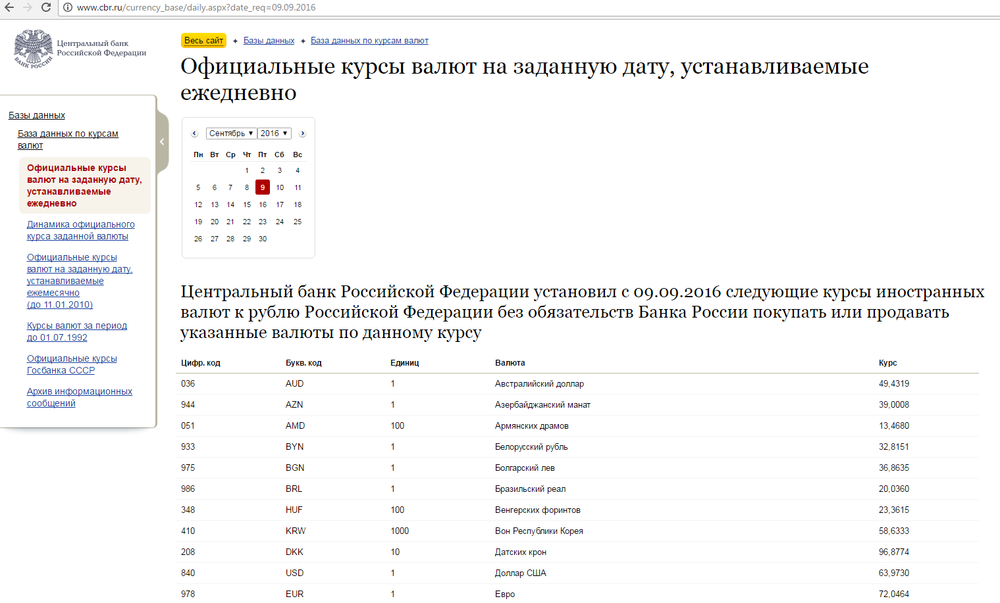 www.cbr.ru/currency_base/daily.aspx?date_req=09.09.2016
Центральный банк
Российской Федерации
БАНК РОССИИ
Весь сайт ✦ Базы данных ✦ База данных по курсам валют
Официальные курсы валют на заданную дату, устанавливаемые
ежедневно
Базы данных
База данных по курсам
валют
Официальные курсы
валют на заданную дату,
устанавливаемые
ежедневно
Динамика официального
курса заданной валюты
Официальные курсы
валют на заданную дату,
устанавливаемые
ежемесячно
(до 11.01.2010)
Курсы валют за период
до 01.07.1992
Официальные курсы
Госбанка СССР
Архив информационных
сообщений
Сентябрь 2016
Пн Вт Ср Чт Пт Сб Вс
1 2 3 4
5 6 7 8 9 10 11
12 13 14 15 16 17 18
19 20 21 22 23 24 25
26 27 28 29 30
Центральный банк Российской Федерации установил с 09.09.2016 следующие курсы иностранных
валют к рублю Российской Федерации без обязательств Банка России покупать или продавать
указанные валюты по данному курсу
Цифр. код Букв. код Единиц Валюта Курс
036 AUD 1 Австралийский доллар 49,4319
944 AZN 1 Азербайджанский манат 39,0008
051 AMD 100 Армянских драмов 13,4680
933 BYN 1 Белорусский рубль 32,8151
975 BGN 1 Болгарский лев 36,8635
986 BRL 1 Бразильский реал 20,0360
348 HUF 100 Венгерских форинтов 23,3615
410 KRW 1000 Вон Республики Корея 58,6333
208 DKK 10 Датских крон 96,8774
840 USD 1 Доллар США 63,9730
978 EUR 1 Евро 72,0464